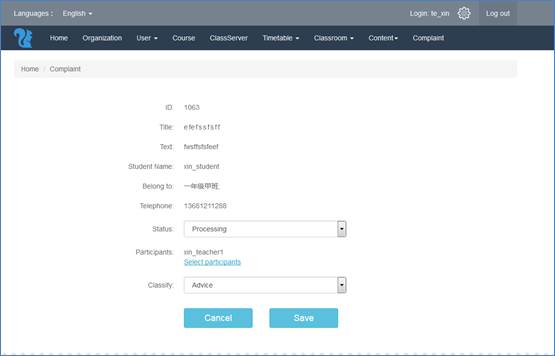 Languages : English
Login: te_xin Log out
Home Organization User Course ClassServer Timetable Classroom Content Complaint
Home / Complaint
ID: 1063
Title: efefssfsff
Text: fwsffsfsfeef
Student Name: xin_student
Belong to: 一年级甲班;
Telephone: 13681211288
Status: Processing
Participants: xin_teacher1
Select participants
Classify: Advice
Cancel Save